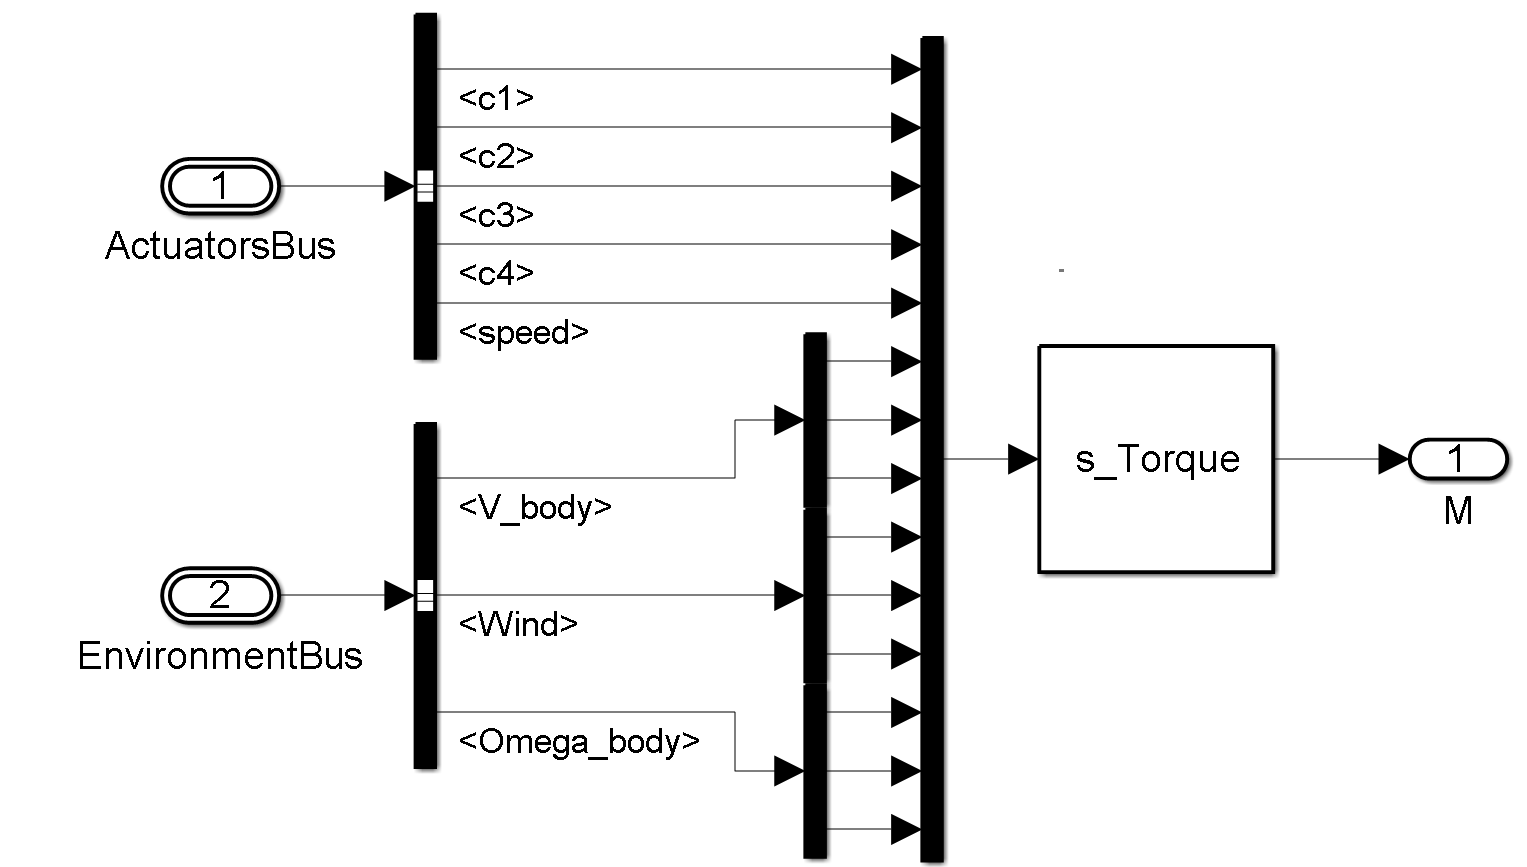 <c1>
<c2>
1
<c3>
ActuatorsBus
<c4>
<speed>
s_Torque
1
<V_body>
M
2
<Wind>
EnvironmentBus
<Omega_body>